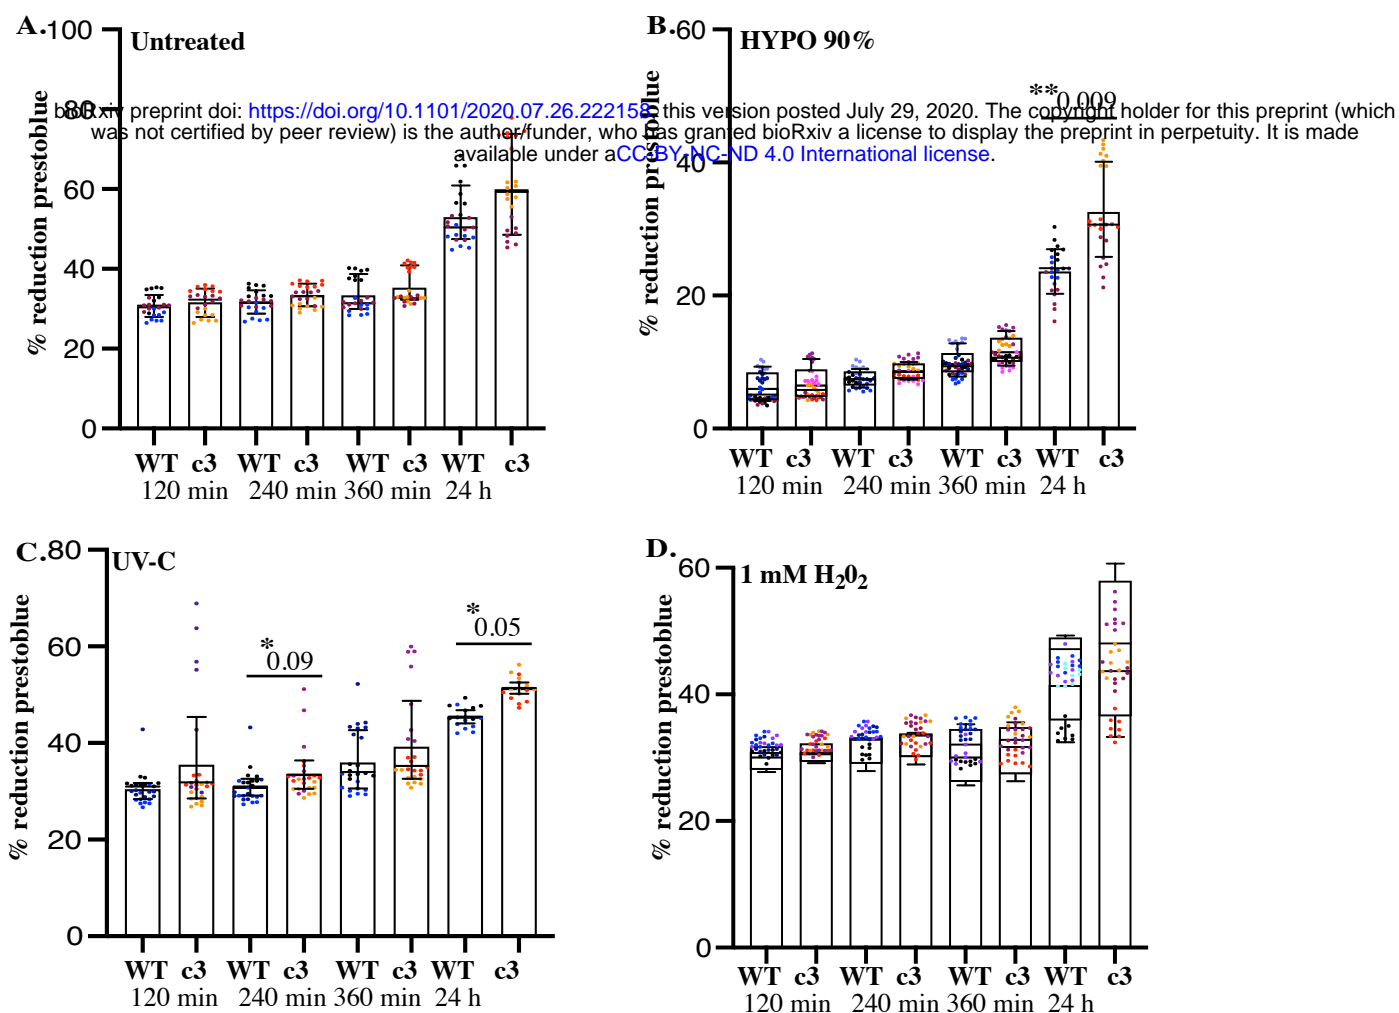 A.
100
Untreated
80
60
40
20
0
% reduction prestoblue
WT c3 WT c3 WT c3 WT c3
120 min 240 min 360 min 24 h
B.
60
HYPO 90%
**
0.009
40
20
0
% reduction prestoblue
WT c3 WT c3 WT c3 WT c3
120 min 240 min 360 min 24 h
bioRxiv preprint doi: https://doi.org/10.1101/2020.07.26.222158; this version posted July 29, 2020. The copyright holder for this preprint (which
was not certified by peer review) is the author/funder, who has granted bioRxiv a license to display the preprint in perpetuity. It is made
available under aCC-BY-NC-ND 4.0 International license.
C.
80
UV-C
60
40
20
0
% reduction prestoblue
*
0.09
*
0.05
WT c3 WT c3 WT c3 WT c3
120 min 240 min 360 min 24 h
D.
60
1 mM H₂0₂
40
20
0
% reduction prestoblue
WT c3 WT c3 WT c3 WT c3
120 min 240 min 360 min 24 h